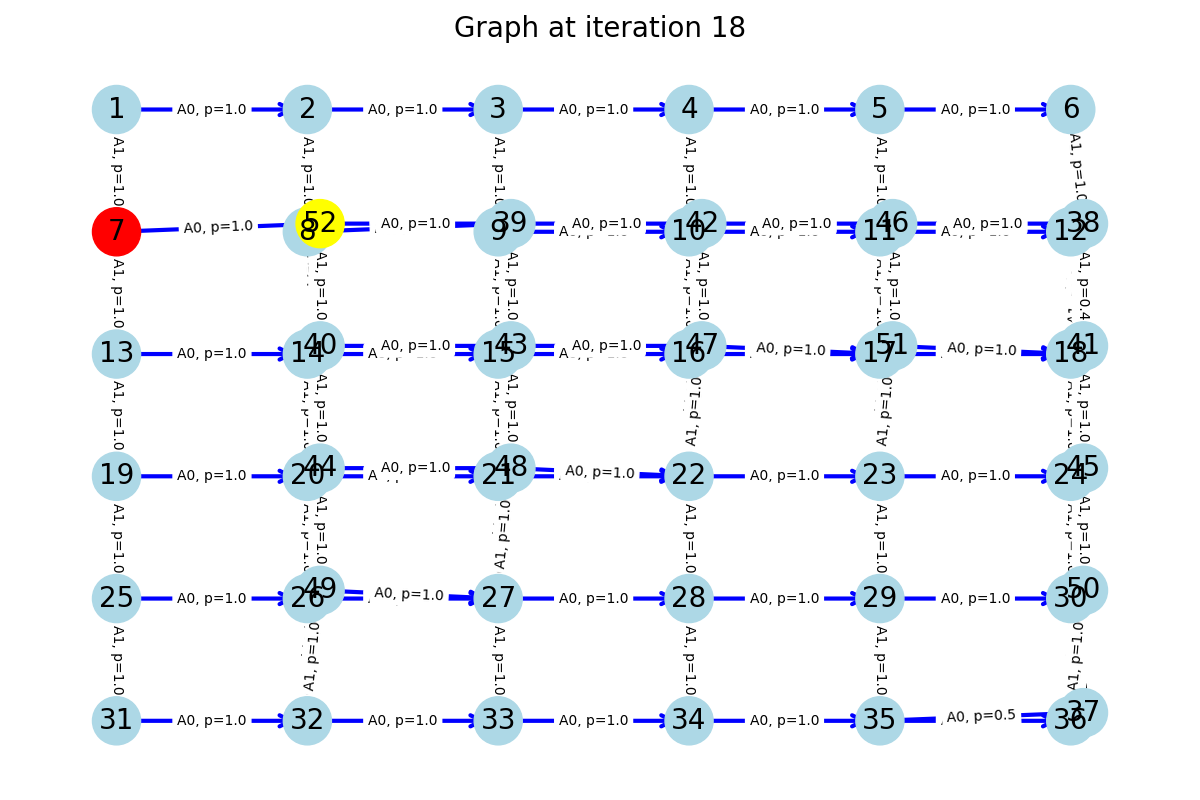 Graph at iteration 18
1 A0, p=1.0 2 A0, p=1.0 3 A0, p=1.0 4 A0, p=1.0 5 A0, p=1.0 6
A1, p=1.0 A1, p=1.0 A1, p=1.0 A1, p=1.0 A1, p=1.0 A1, p=1.0
7 A0, p=1.0 8 52 A0, p=1.0 9 39 A0, p=1.0 10 42 A0, p=1.0 11 46 A0, p=1.0 12 38
A1, p=1.0 A1, p=1.0 A1, p=1.0 A1, p=1.0 A1, p=1.0 A1, p=0.4
13 A0, p=1.0 14 40 A0, p=1.0 15 43 A0, p=1.0 16 47 A0, p=1.0 17 51 A0, p=1.0 18 41
A1, p=1.0 A1, p=1.0 A1, p=1.0 A1, p=1.0 A1, p=1.0 A1, p=1.0
19 A0, p=1.0 20 44 A0, p=1.0 21 48 A0, p=1.0 22 A0, p=1.0 23 A0, p=1.0 24 45
A1, p=1.0 A1, p=1.0 A1, p=1.0 A1, p=1.0 A1, p=1.0 A1, p=1.0
25 A0, p=1.0 26 49 A0, p=1.0 27 A0, p=1.0 28 A0, p=1.0 29 A0, p=1.0 30 50
A1, p=1.0 A1, p=1.0 A1, p=1.0 A1, p=1.0 A1, p=1.0 A1, p=1.0
31 A0, p=1.0 32 A0, p=1.0 33 A0, p=1.0 34 A0, p=1.0 35 A0, p=0.5 36 37